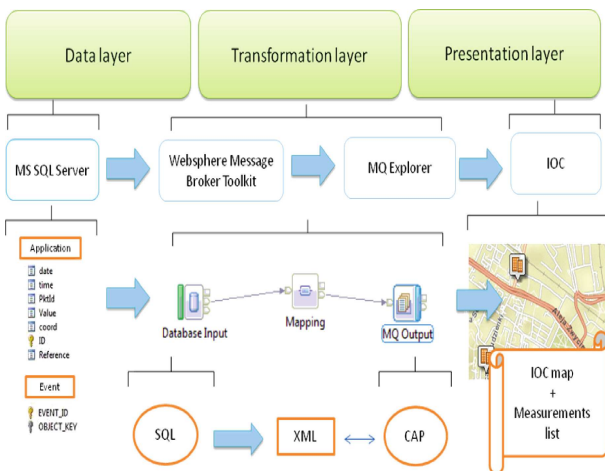 Data layer
Transformation layer
Presentation layer
MS SQL Server
Websphere Message
Broker Toolkit
MQ Explorer
IOC
Application
date
time
PktId
Value
coord
ID
Reference
Event
EVENT_ID
OBJECT_KEY
Database Input
Mapping
MQ Output
IOC map
+
Measurements
list
SQL
XML
CAP